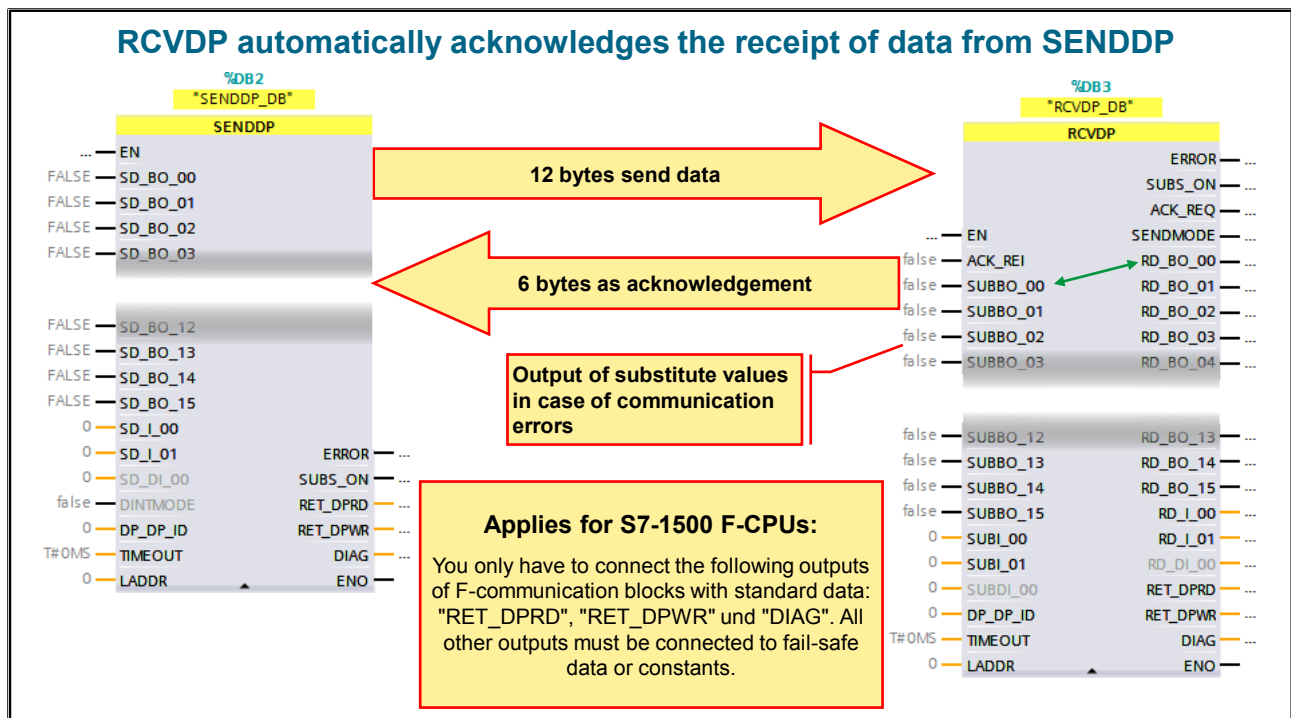 RCVDP automatically acknowledges the receipt of data from SENDDP
%DB2
"SENDDP_DB"
SENDDP
... EN
FALSE SD_BO_00
FALSE SD_BO_01
FALSE SD_BO_02
FALSE SD_BO_03
FALSE SD_BO_12
FALSE SD_BO_13
FALSE SD_BO_14
FALSE SD_BO_15
0 SD_I_00
0 SD_I_01 ERROR ...
0 SD_DI_00 SUBS_ON ...
false DINTMODE RET_DPRD ...
0 DP_DP_ID RET_DPWR ...
T#0MS TIMEOUT DIAG ...
0 LADDR ENO
12 bytes send data
6 bytes as acknowledgement
Output of substitute values
in case of communication
errors
Applies for S7-1500 F-CPUs:
You only have to connect the following outputs
of F-communication blocks with standard data:
"RET_DPRD", "RET_DPWR" und "DIAG". All
other outputs must be connected to fail-safe
data or constants.
%DB3
"RCVDP_DB"
RCVDP
ERROR ...
SUBS_ON ...
ACK_REQ ...
... EN SENDMODE ...
false ACK_REI RD_BO_00 ...
false SUBBO_00 RD_BO_01 ...
false SUBBO_01 RD_BO_02 ...
false SUBBO_02 RD_BO_03 ...
false SUBBO_03 RD_BO_04 ...
false SUBBO_12 RD_BO_13 ...
false SUBBO_13 RD_BO_14 ...
false SUBBO_14 RD_BO_15 ...
false SUBBO_15 RD_I_00 ...
0 SUBI_00 RD_I_01 ...
0 SUBI_01 RD_DI_00 ...
0 SUBDI_00 RET_DPRD ...
0 DP_DP_ID RET_DPWR ...
T#0MS TIMEOUT DIAG ...
0 LADDR ENO